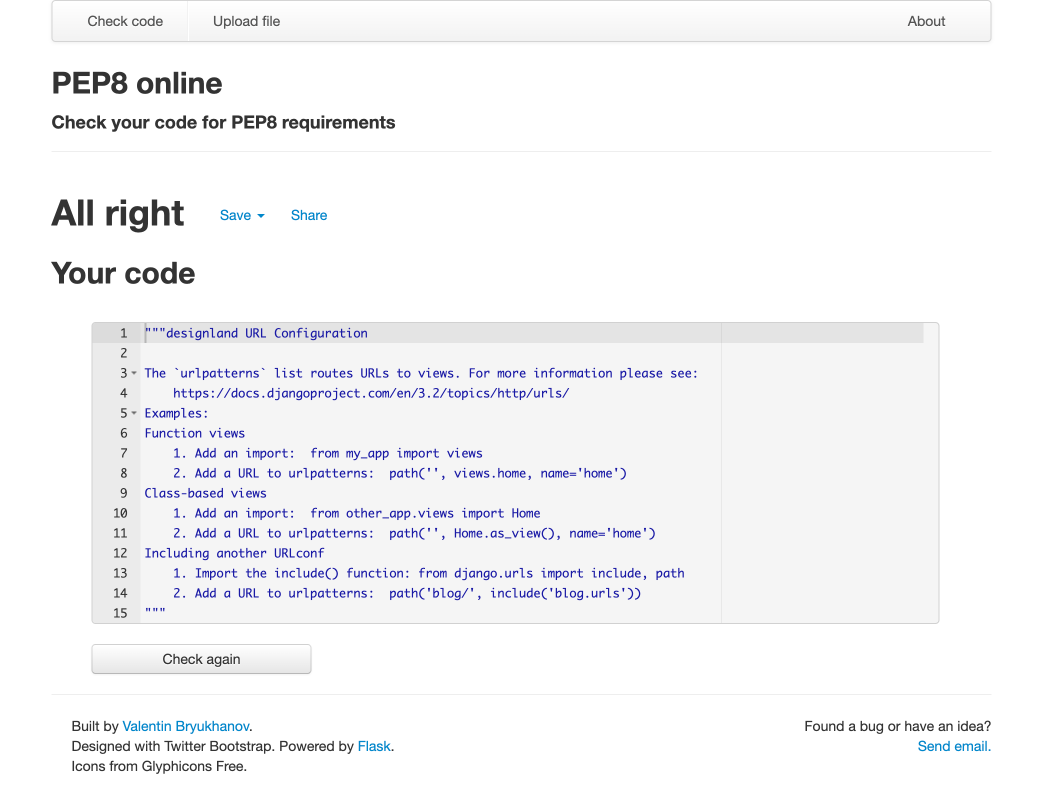 Check code Upload file About
PEP8 online
Check your code for PEP8 requirements
All right Save Share
Your code
1 """designland URL Configuration
2
3 The `urlpatterns` list routes URLs to views. For more information please see:
4     https://docs.djangoproject.com/en/3.2/topics/http/urls/
5 Examples:
6 Function views
7     1. Add an import:  from my_app import views
8     2. Add a URL to urlpatterns:  path('', views.home, name='home')
9 Class-based views
10     1. Add an import:  from other_app.views import Home
11     2. Add a URL to urlpatterns:  path('', Home.as_view(), name='home')
12 Including another URLconf
13     1. Import the include() function: from django.urls import include, path
14     2. Add a URL to urlpatterns:  path('blog/', include('blog.urls'))
15 """
Check again
Built by Valentin Bryukhanov. Found a bug or have an idea?
Designed with Twitter Bootstrap. Powered by Flask. Send email.
Icons from Glyphicons Free.